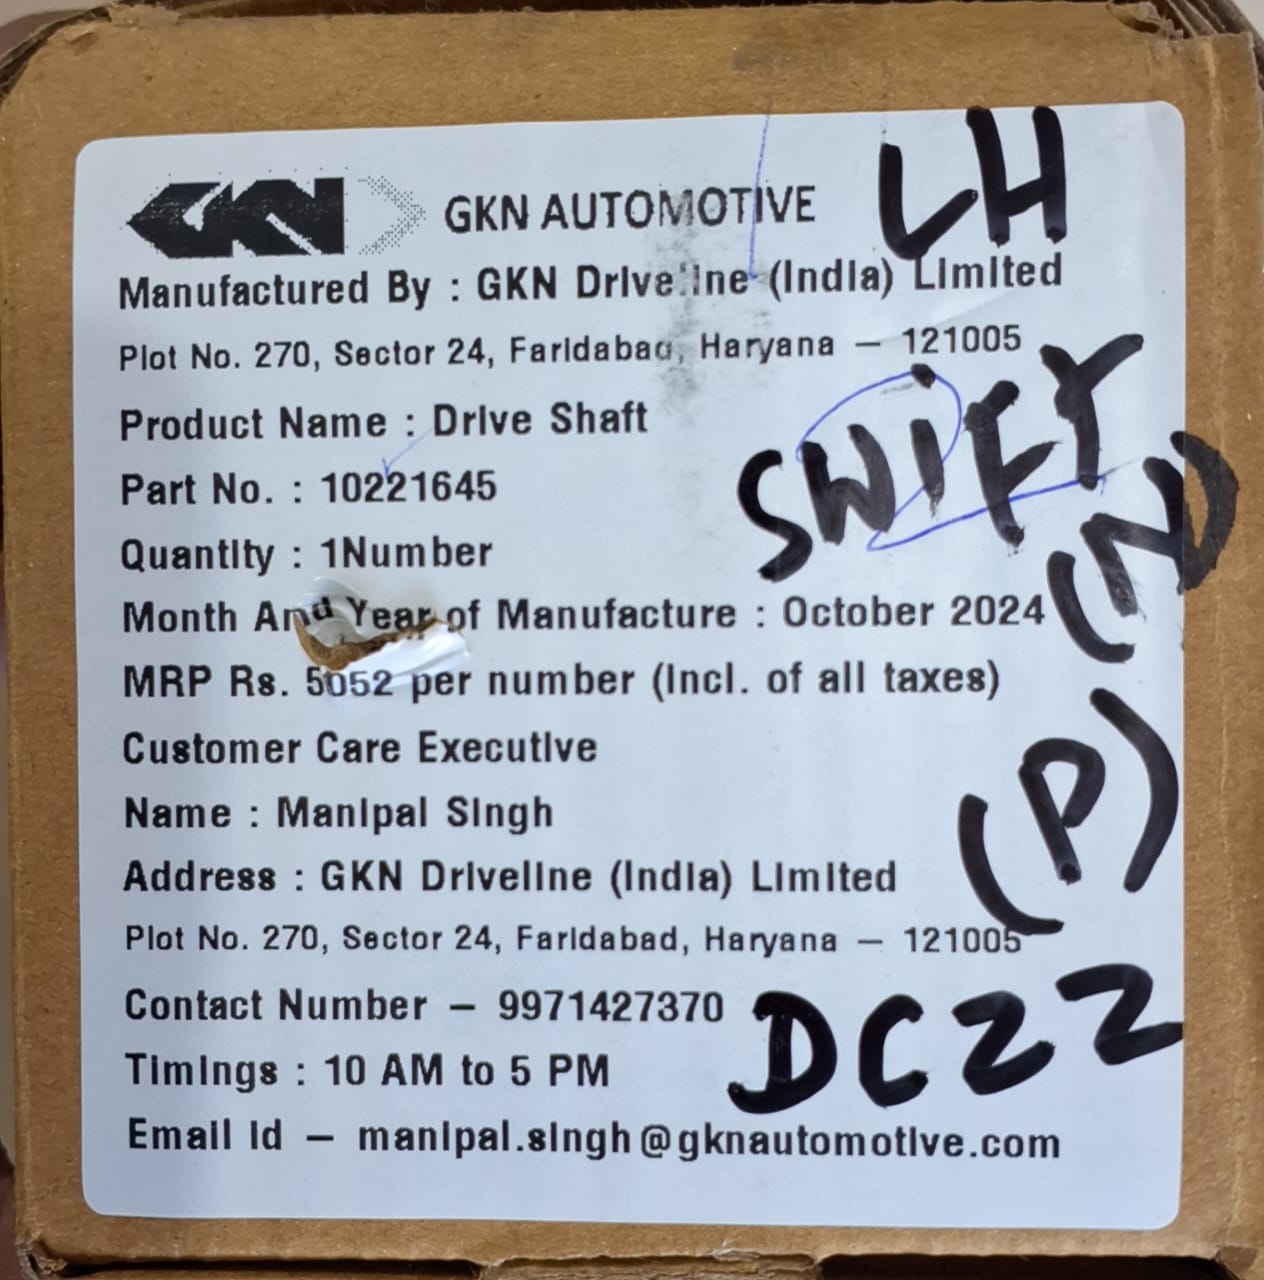 GKN GKN AUTOMOTIVE
LH
Manufactured By : GKN Driveline (India) Limited
Plot No. 270, Sector 24, Faridabad, Haryana – 121005
Product Name : Drive Shaft
SWIFT
Part No. : 10221645
(N)
Quantity : 1Number
Month And Year of Manufacture : October 2024
MRP Rs. 5052 per number (Incl. of all taxes)
Customer Care Executive
(P)
Name : Manipal Singh
Address : GKN Driveline (India) Limited
Plot No. 270, Sector 24, Faridabad, Haryana – 121005
Contact Number – 9971427370
DC22
Timings : 10 AM to 5 PM
Email Id – manipal.singh@gknautomotive.com